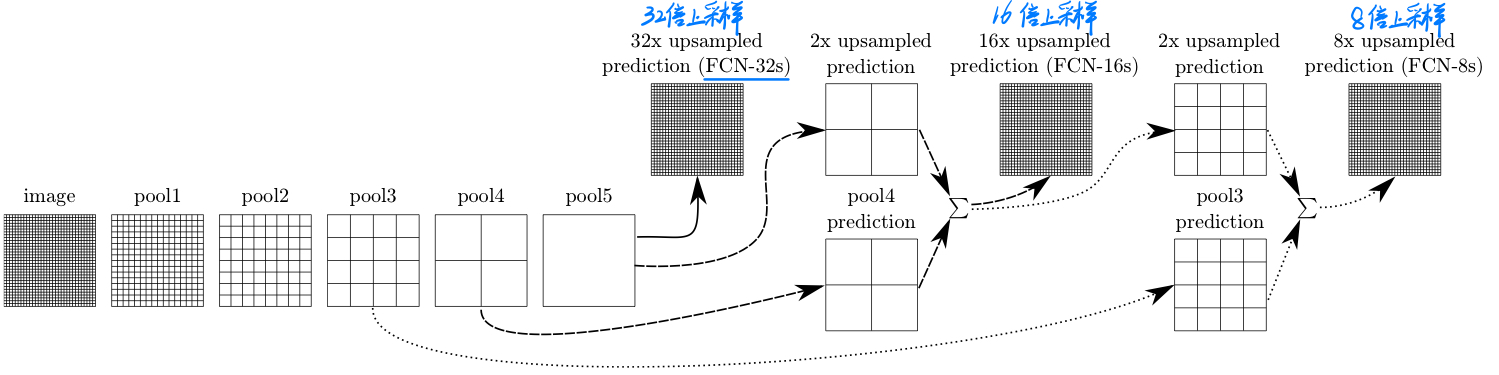 32倍上采样
16倍上采样
8倍上采样
32x upsampled
prediction (FCN-32s)
2x upsampled
prediction
16x upsampled
prediction (FCN-16s)
2x upsampled
prediction
8x upsampled
prediction (FCN-8s)
image
pool1
pool2
pool3
pool4
pool5
pool4
prediction
∑
pool3
prediction
∑